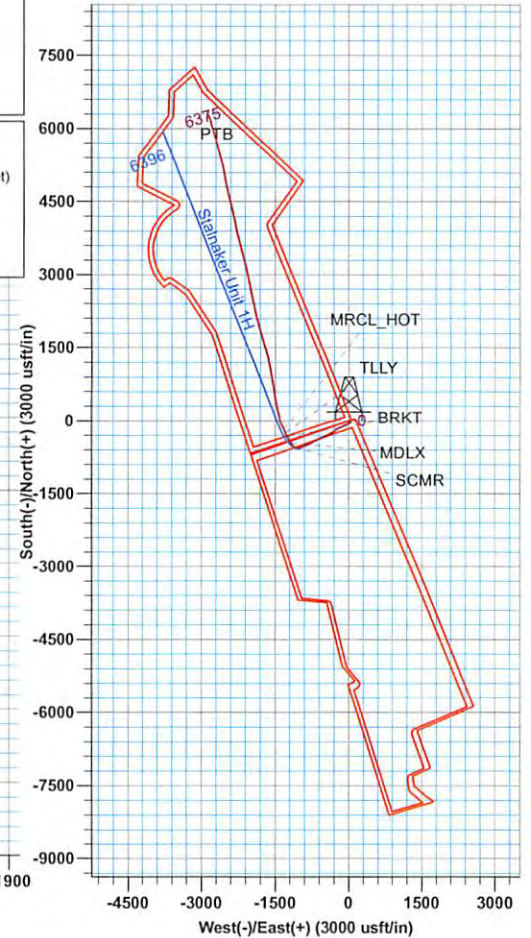 t)
7500
6000
4500
3000
1500
0
-1500
-3000
-4500
-6000
-7500
-9000
South(-)/North(+) (3000 usft/in)
6375
PTB
6396
Stalnaker Unit 1H
MRCL_HOT
TLLY
0
BRKT
MDLX
SCMR
1900
-4500 -3000 -1500 0 1500 3000
West(-)/East(+) (3000 usft/in)